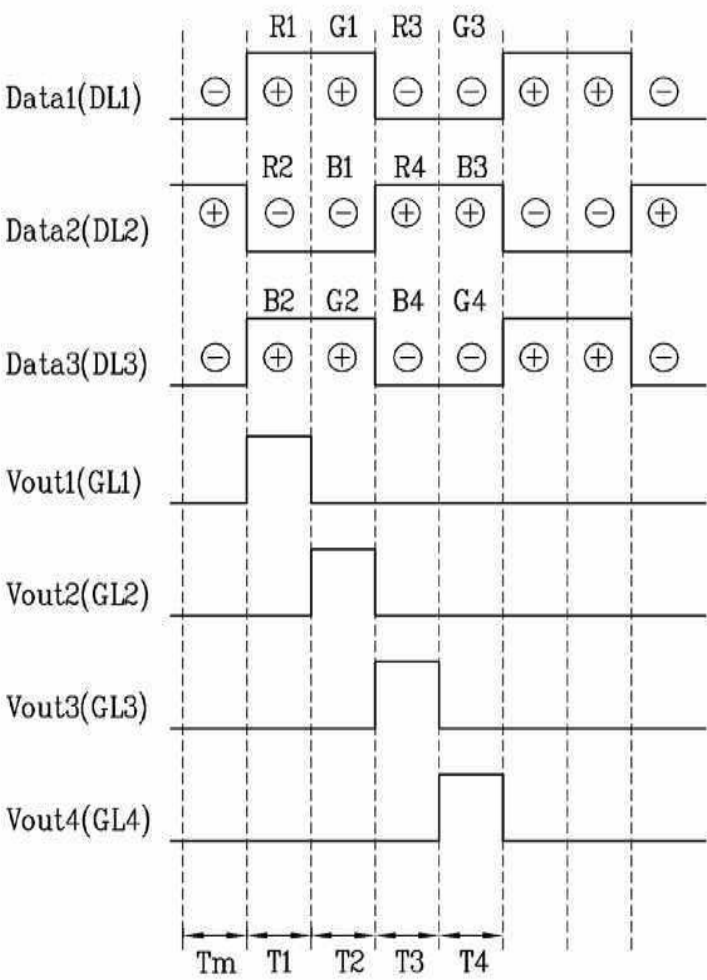 R1 G1 R3 G3
Data1(DL1) ⊖ ⊕ ⊕ ⊖ ⊖ ⊕ ⊕ ⊖
R2 B1 R4 B3
Data2(DL2) ⊕ ⊖ ⊖ ⊕ ⊕ ⊖ ⊖ ⊕
B2 G2 B4 G4
Data3(DL3) ⊖ ⊕ ⊕ ⊖ ⊖ ⊕ ⊕ ⊖
Vout1(GL1)
Vout2(GL2)
Vout3(GL3)
Vout4(GL4)
Tm T1 T2 T3 T4